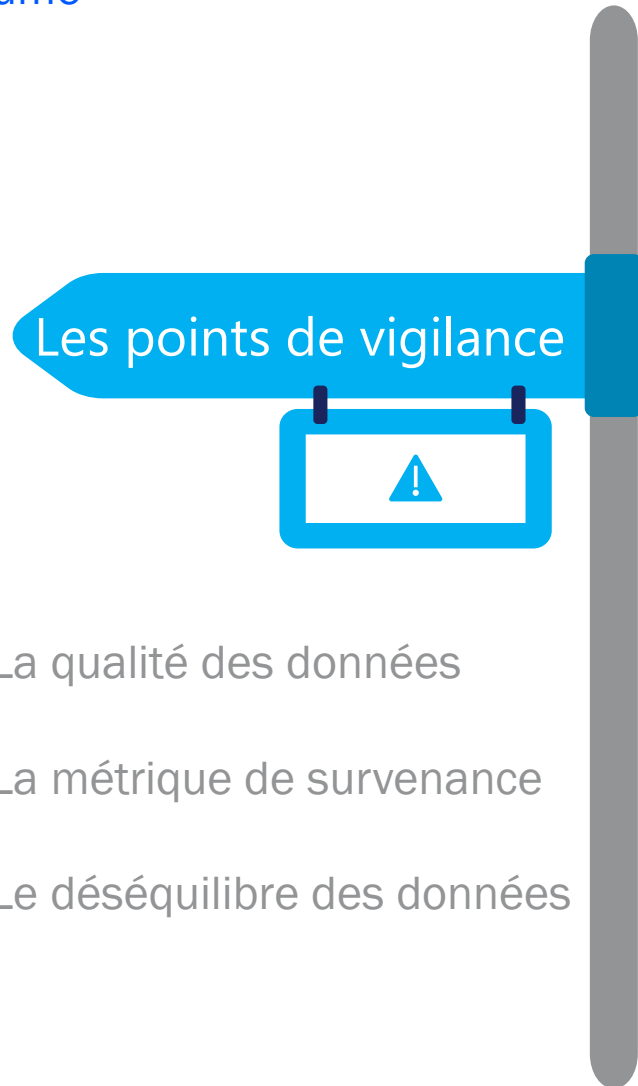 Les points de vigilance
La qualité des données
La métrique de survenance
Le déséquilibre des données